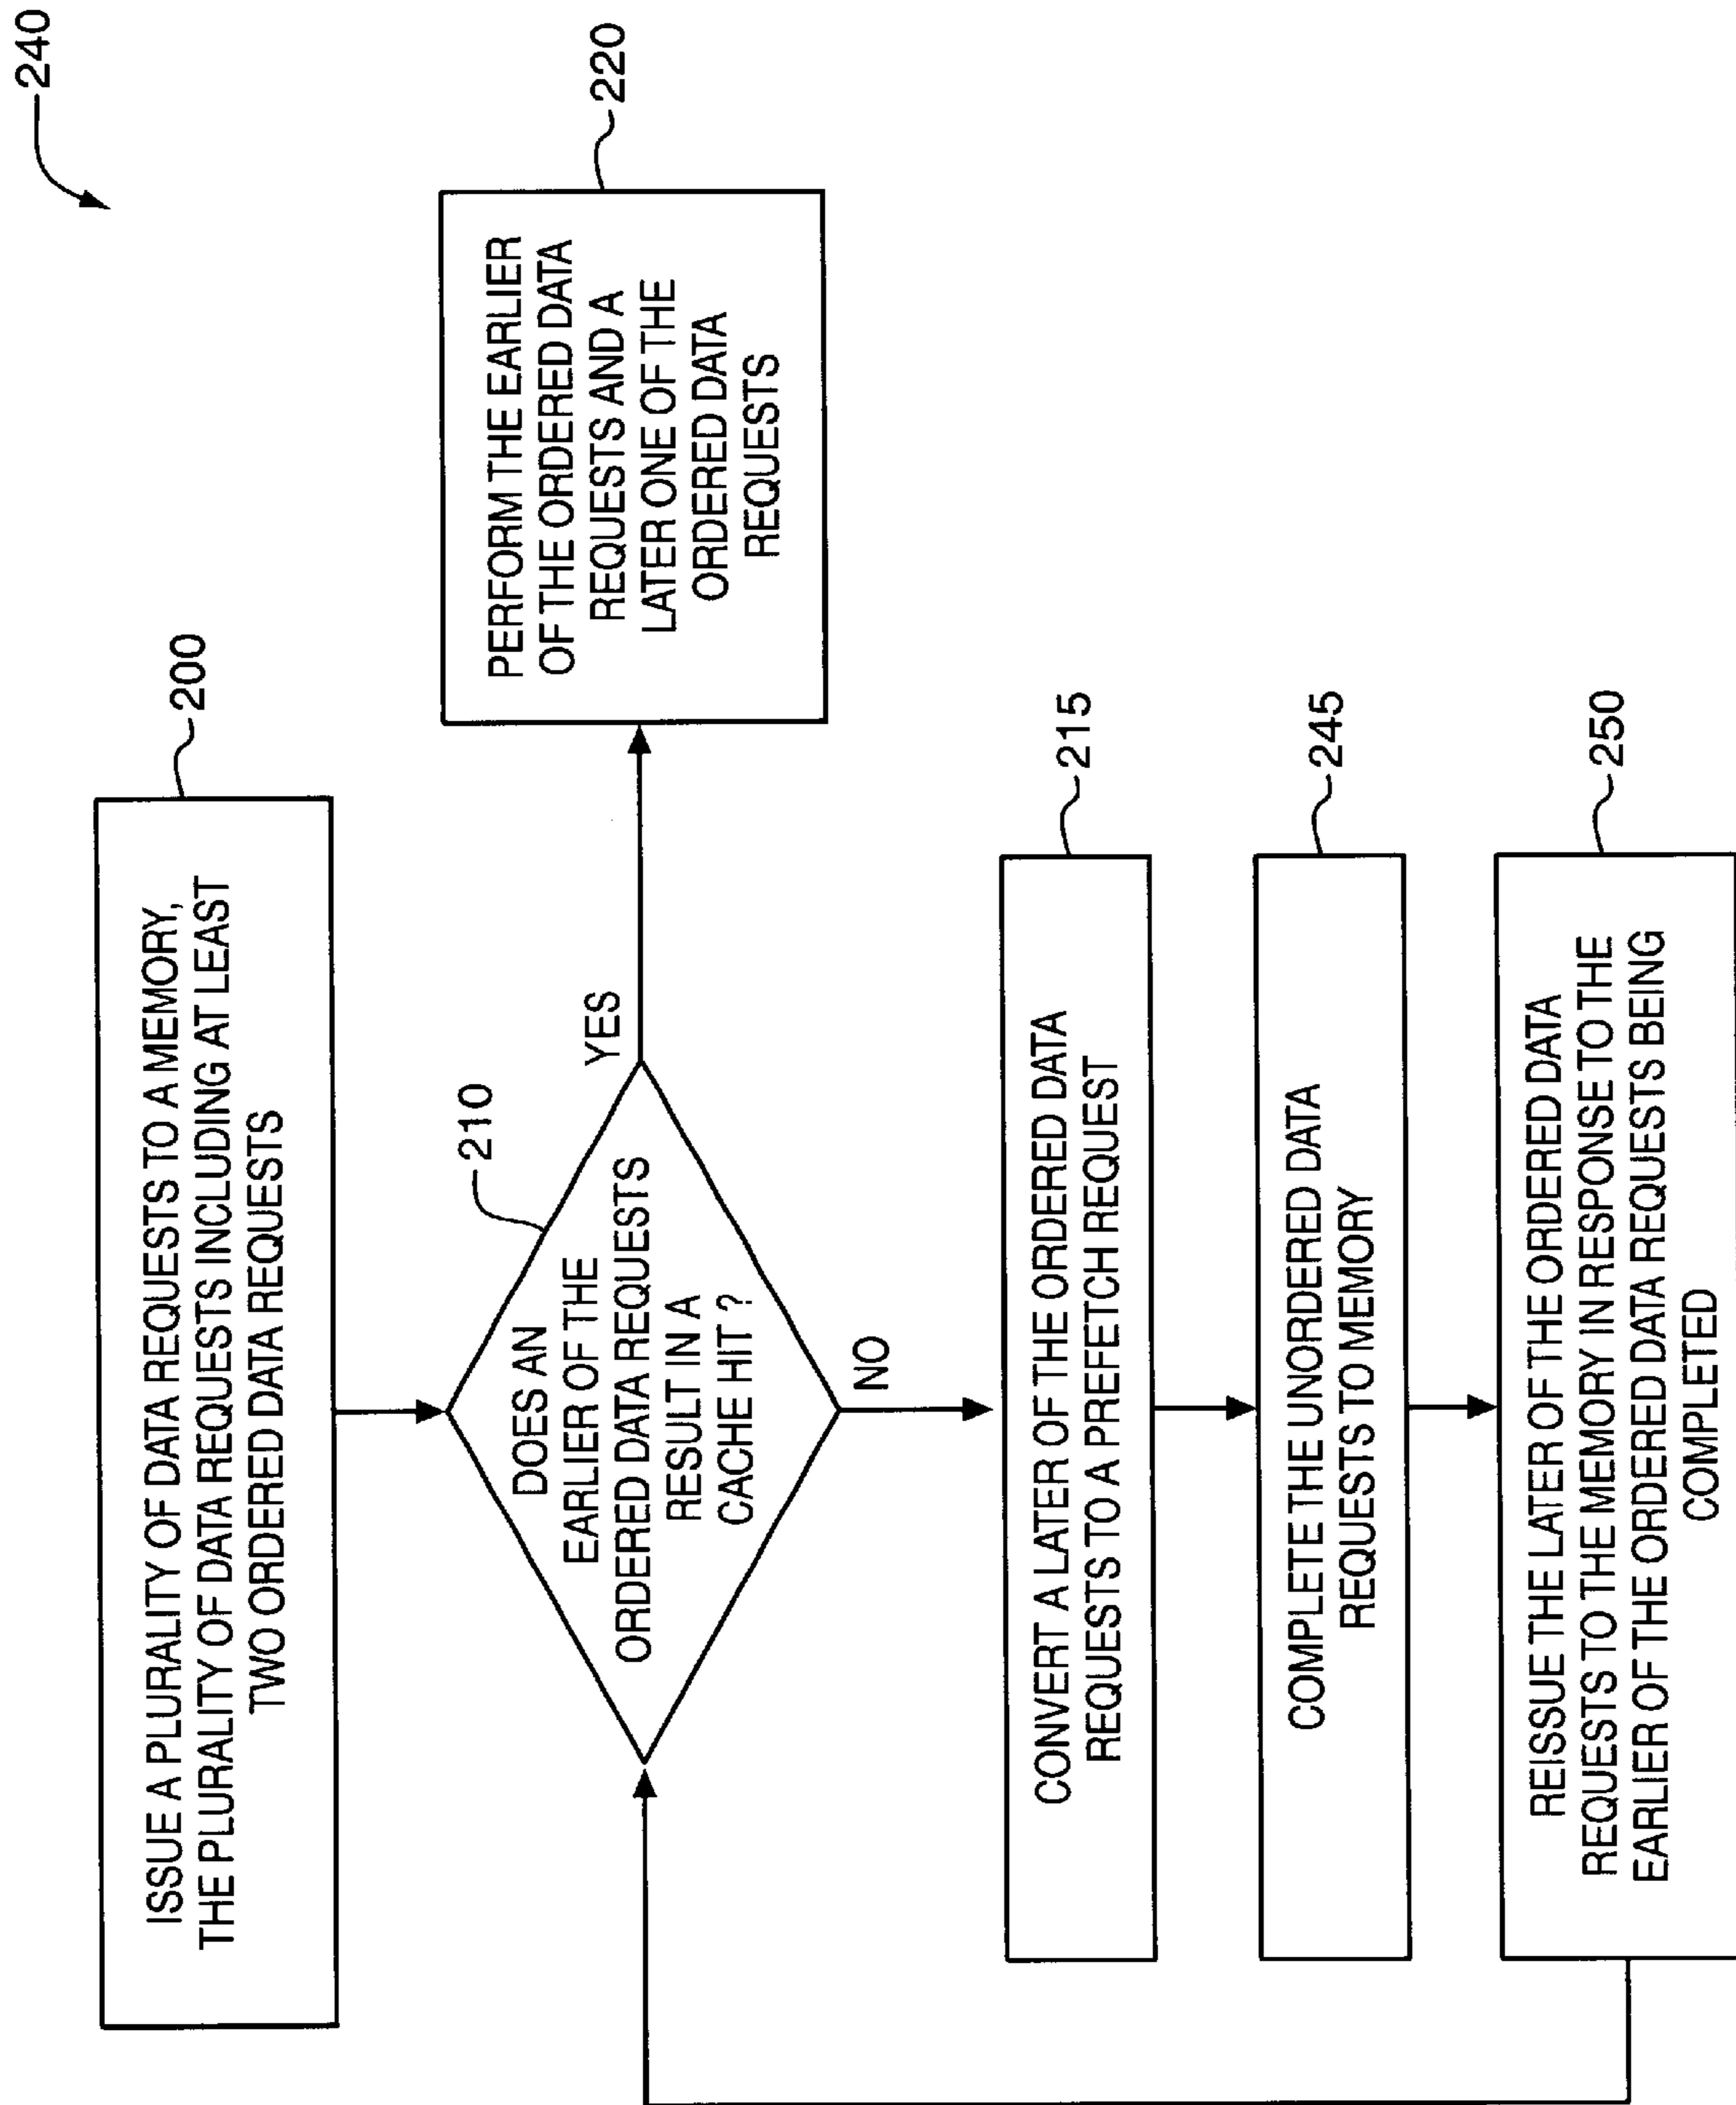 240
ISSUE A PLURALITY OF DATA REQUESTS TO A MEMORY,
THE PLURALITY OF DATA REQUESTS INCLUDING AT LEAST
TWO ORDERED DATA REQUESTS
200
DOES AN
EARLIER OF THE
ORDERED DATA REQUESTS
RESULT IN A
CACHE HIT ?
210
YES
PERFORM THE EARLIER
OF THE ORDERED DATA
REQUESTS AND A
LATER ONE OF THE
ORDERED DATA
REQUESTS
220
NO
CONVERT A LATER OF THE ORDERED DATA
REQUESTS TO A PREFETCH REQUEST
215
COMPLETE THE UNORDERED DATA
REQUESTS TO MEMORY
245
REISSUE THE LATER OF THE ORDERED DATA
REQUESTS TO THE MEMORY IN RESPONSE TO THE
EARLIER OF THE ORDERED DATA REQUESTS BEING
COMPLETED
250